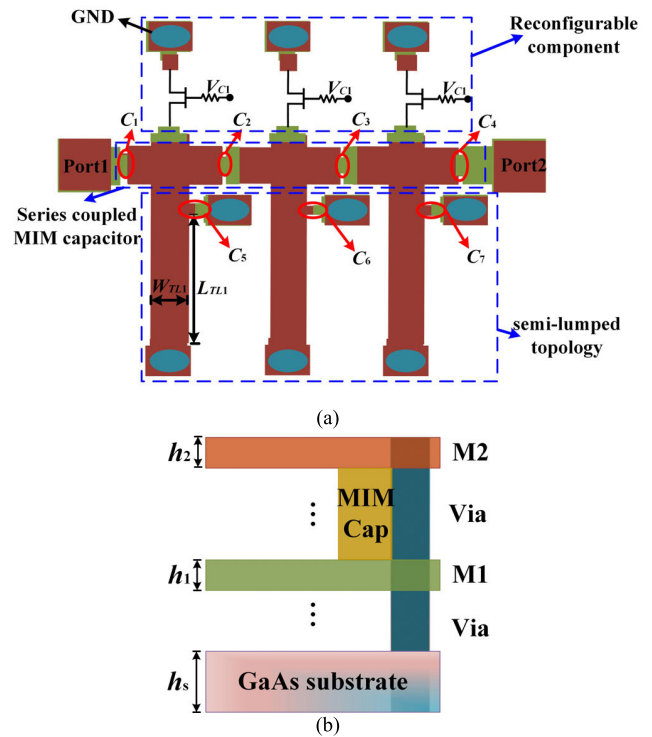 GND
Reconfigurable
component
VC1 VC1 VC1
C1 C2 C3 C4
Port1 Port2
Series coupled
MIM capacitor
C5 C6 C7
WTL1 LTL1
semi-lumped
topology
(a)
h2 M2
MIM
Cap
⋮ Via
h1 M1
⋮ Via
hs GaAs substrate
(b)